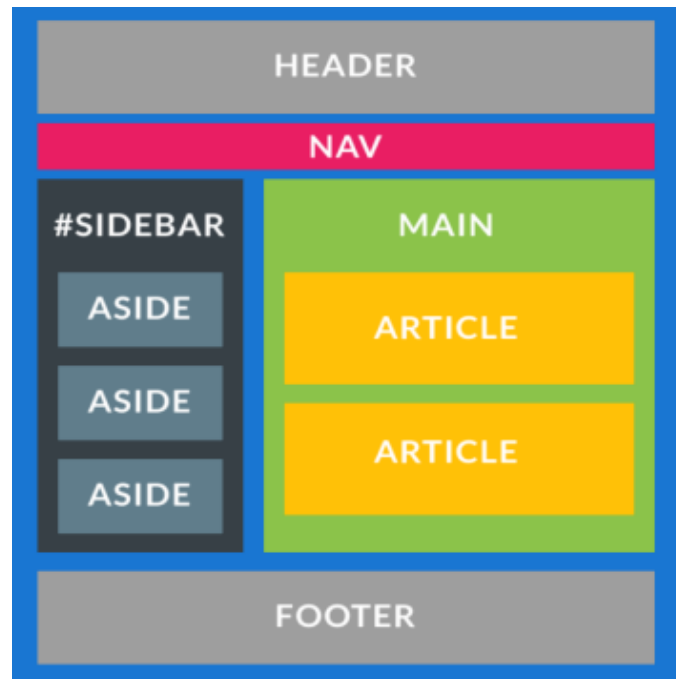 HEADER
NAV
#SIDEBAR
ASIDE
ASIDE
ASIDE
MAIN
ARTICLE
ARTICLE
FOOTER